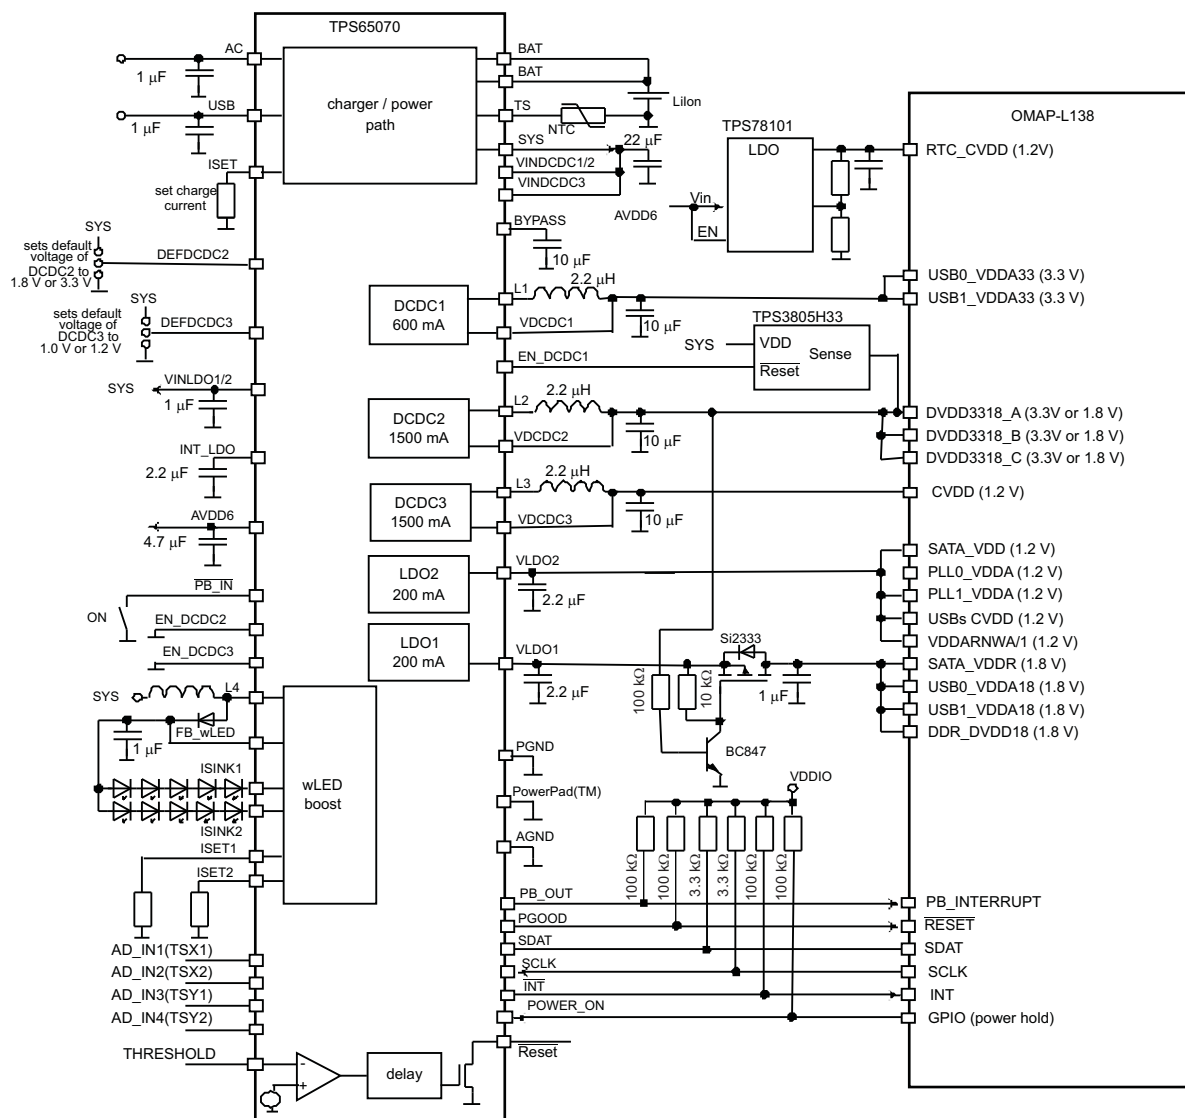 TPS65070
AC
1 μF
USB
1 μF
ISET
set charge
current
charger / power
path
BAT
BAT
LiIon
TS
NTC
SYS
22 μF
VINDCDC1/2
VINDCDC3
BYPASS
10 μF
OMAP-L138
TPS78101
LDO
Vin
AVDD6
EN
RTC_CVDD (1.2V)
SYS
sets default
voltage of
DCDC2 to
1.8 V or 3.3 V
DEFDCDC2
SYS
sets default
voltage of
DCDC3 to
1.0 V or 1.2 V
DEFDCDC3
DCDC1
600 mA
L1
2.2 μH
VDCDC1
10 μF
USB0_VDDA33 (3.3 V)
USB1_VDDA33 (3.3 V)
TPS3805H33
SYS
VDD
Sense
Reset
EN_DCDC1
SYS
VINLDO1/2
1 μF
DCDC2
1500 mA
L2
2.2 μH
VDCDC2
10 μF
DVDD3318_A (3.3V or 1.8 V)
DVDD3318_B (3.3V or 1.8 V)
DVDD3318_C (3.3V or 1.8 V)
INT_LDO
2.2 μF
DCDC3
1500 mA
L3
2.2 μH
VDCDC3
10 μF
CVDD (1.2 V)
AVDD6
4.7 μF
LDO2
200 mA
VLDO2
2.2 μF
SATA_VDD (1.2 V)
PLL0_VDDA (1.2 V)
PLL1_VDDA (1.2 V)
USBs CVDD (1.2 V)
VDDARNWA/1 (1.2 V)
PB_IN
ON
EN_DCDC2
EN_DCDC3
LDO1
200 mA
VLDO1
2.2 μF
100 kΩ
10 kΩ
Si2333
1 μF
BC847
SATA_VDDR (1.8 V)
USB0_VDDA18 (1.8 V)
USB1_VDDA18 (1.8 V)
DDR_DVDD18 (1.8 V)
SYS
L4
FB_wLED
1 μF
ISINK1
ISINK2
ISET1
ISET2
wLED
boost
PGND
PowerPad(TM)
AGND
VDDIO
100 kΩ
100 kΩ
3.3 kΩ
3.3 kΩ
100 kΩ
100 kΩ
PB_OUT
PB_INTERRUPT
PGOOD
RESET
SDAT
SDAT
SCLK
SCLK
INT
INT
POWER_ON
GPIO (power hold)
AD_IN1(TSX1)
AD_IN2(TSX2)
AD_IN3(TSY1)
AD_IN4(TSY2)
THRESHOLD
-
+
delay
Reset